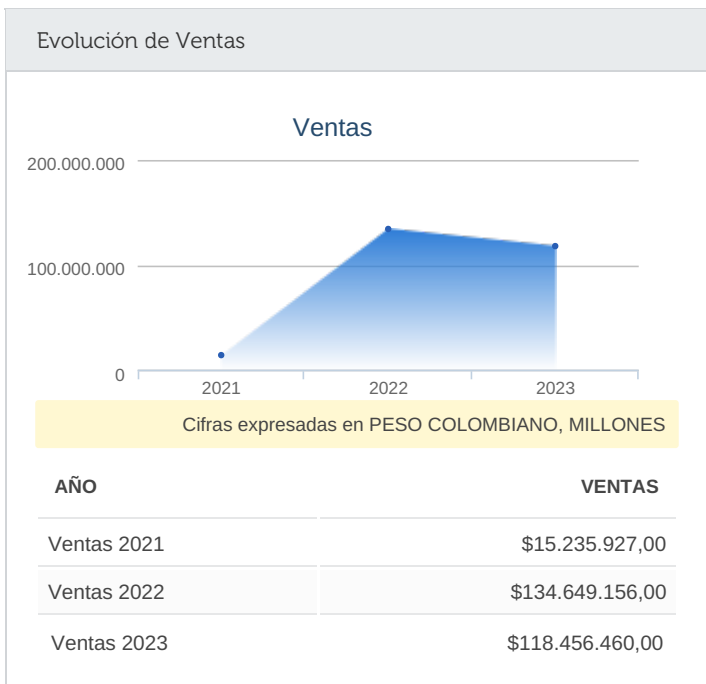 Evolución de Ventas
Ventas
200.000.000
100.000.000
0
2021 2022 2023
Cifras expresadas en PESO COLOMBIANO, MILLONES
AÑO VENTAS
Ventas 2021 $15.235.927,00
Ventas 2022 $134.649.156,00
Ventas 2023 $118.456.460,00